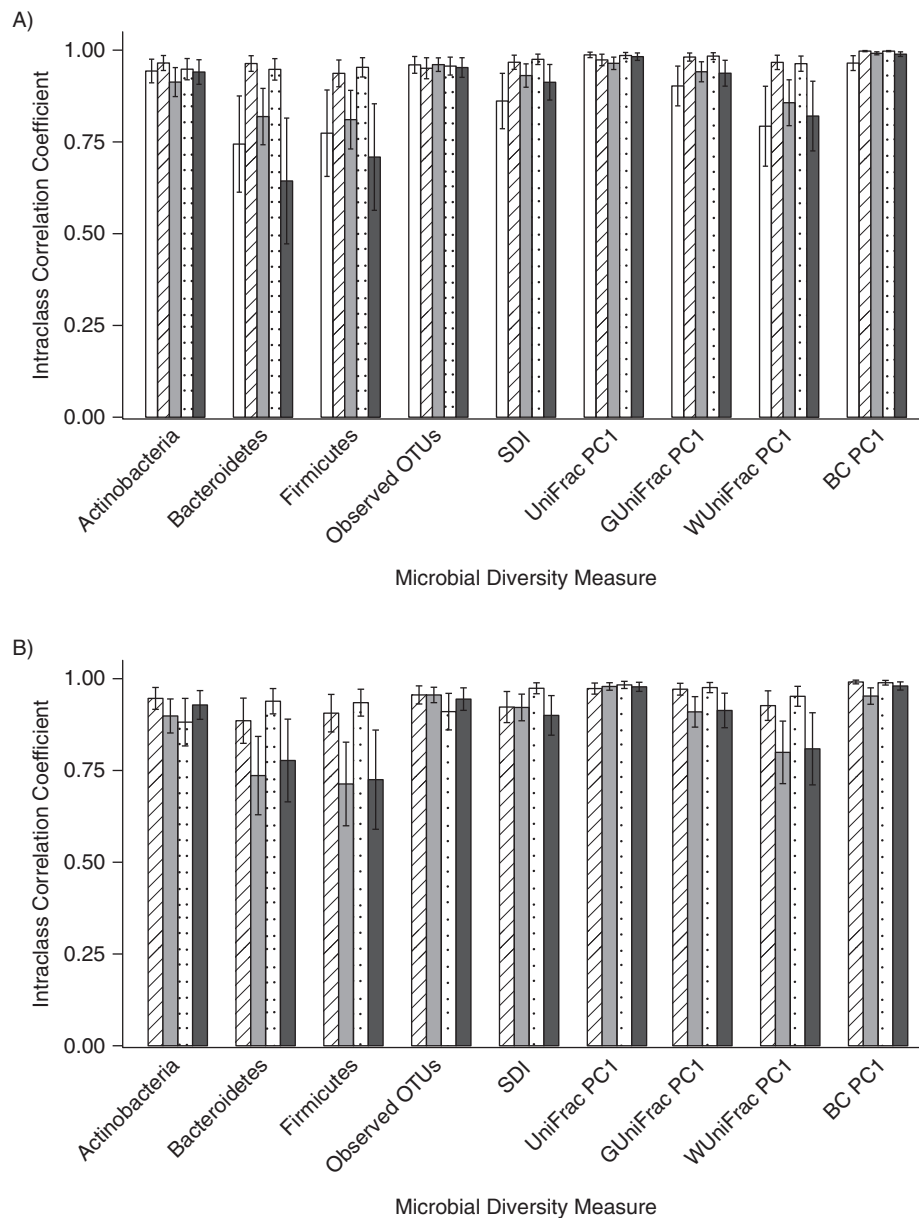 A)
Intraclass Correlation Coefficient
1.00
0.75
0.50
0.25
0.00
Actinobacteria
Bacteroidetes
Firmicutes
Observed OTUs
SDI
UniFrac PC1
GUniFrac PC1
WUniFrac PC1
BC PC1
Microbial Diversity Measure
B)
Intraclass Correlation Coefficient
1.00
0.75
0.50
0.25
0.00
Actinobacteria
Bacteroidetes
Firmicutes
Observed OTUs
SDI
UniFrac PC1
GUniFrac PC1
WUniFrac PC1
BC PC1
Microbial Diversity Measure